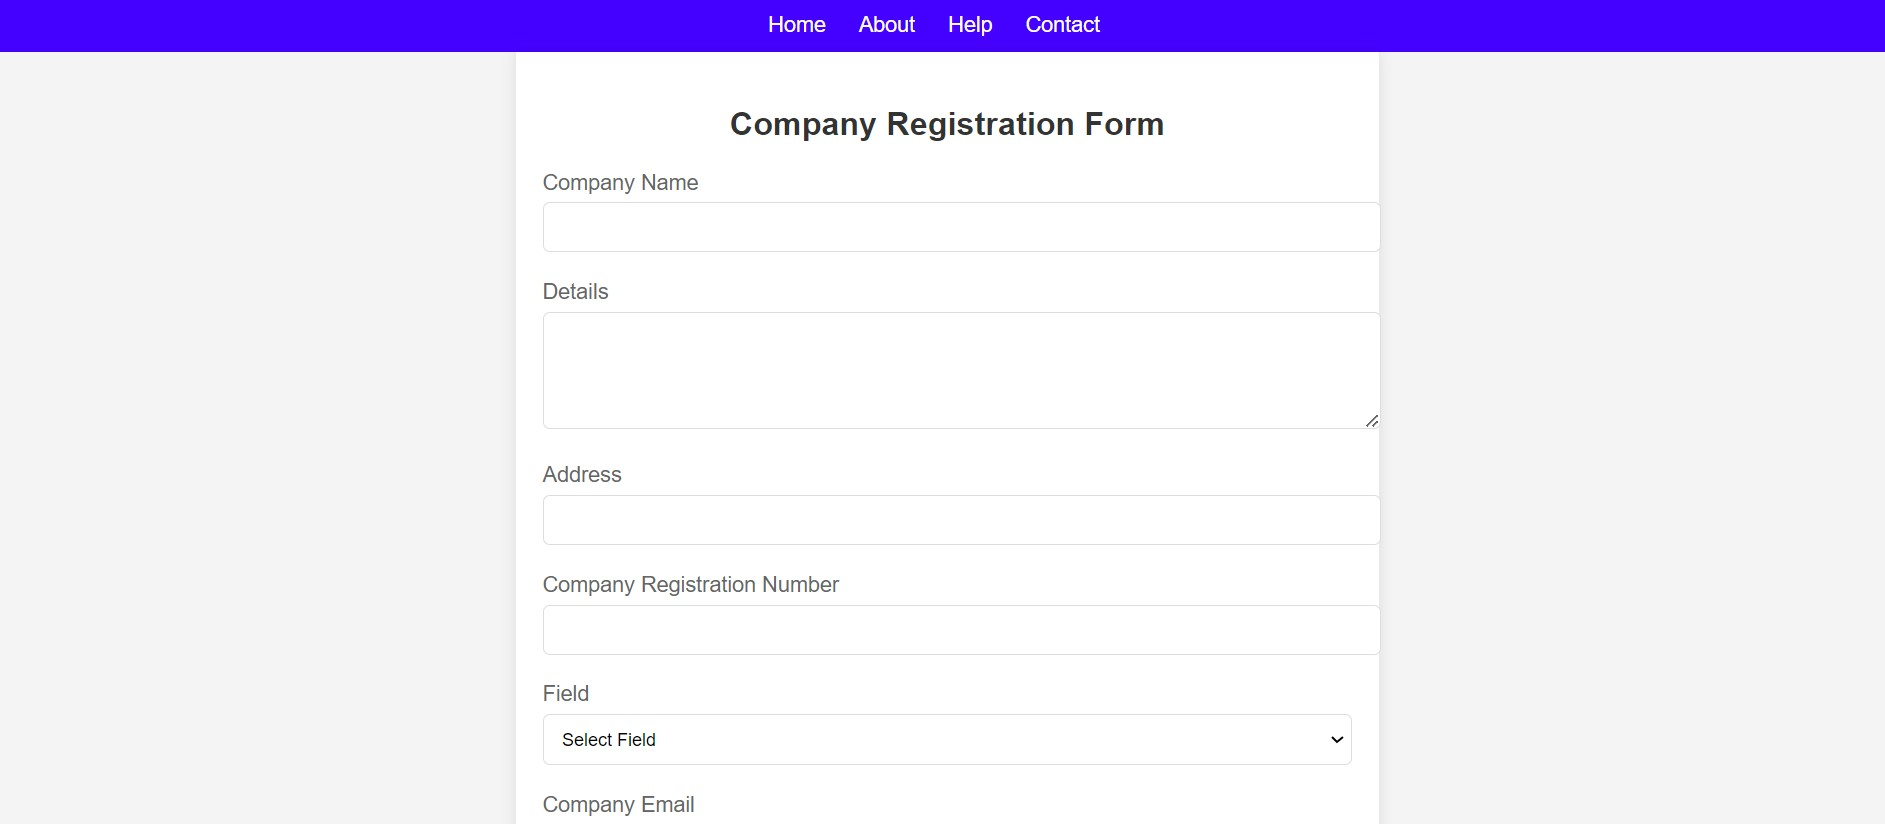 Home About Help Contact
Company Registration Form
Company Name
Details
Address
Company Registration Number
Field
Select Field
Company Email